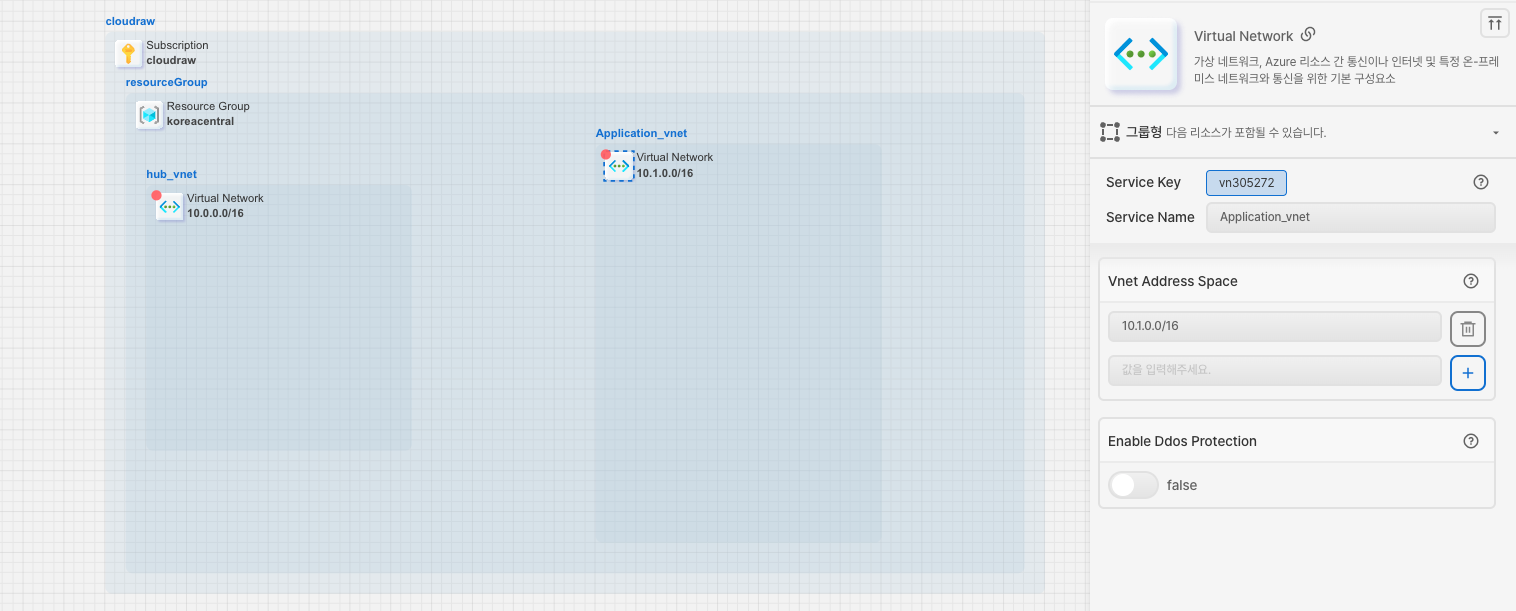 cloudraw
Subscription
cloudraw
resourceGroup
Resource Group
koreacentral
hub_vnet
Virtual Network
10.0.0.0/16
Application_vnet
Virtual Network
10.1.0.0/16
Virtual Network
가상 네트워크, Azure 리소스 간 통신이나 인터넷 및 특정 온-프레
미스 네트워크와 통신을 위한 기본 구성요소
그룹형 다음 리소스가 포함될 수 있습니다.
Service Key vn305272
Service Name Application_vnet
Vnet Address Space
10.1.0.0/16
값을 입력해주세요.
Enable Ddos Protection
false